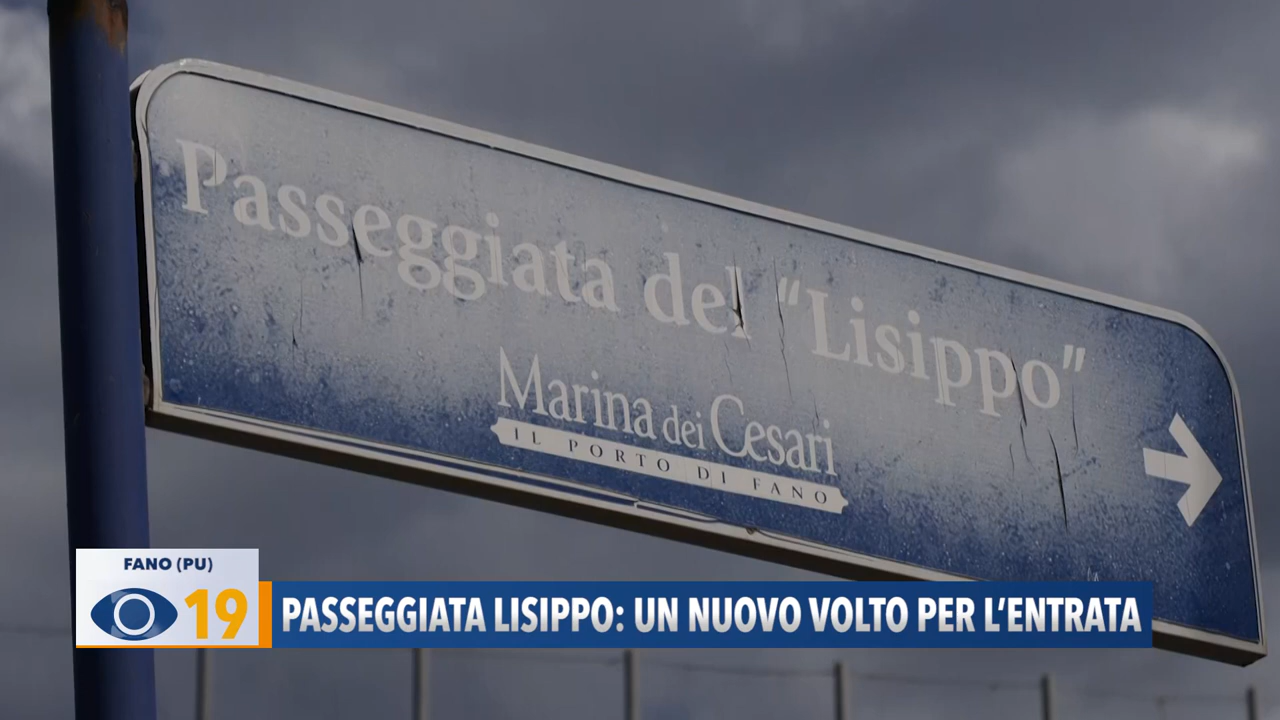 Passeggiata del "Lisippo"
Marina dei Cesari
IL PORTO DI FANO
FANO (PU)
19
PASSEGGIATA LISIPPO: UN NUOVO VOLTO PER L'ENTRATA